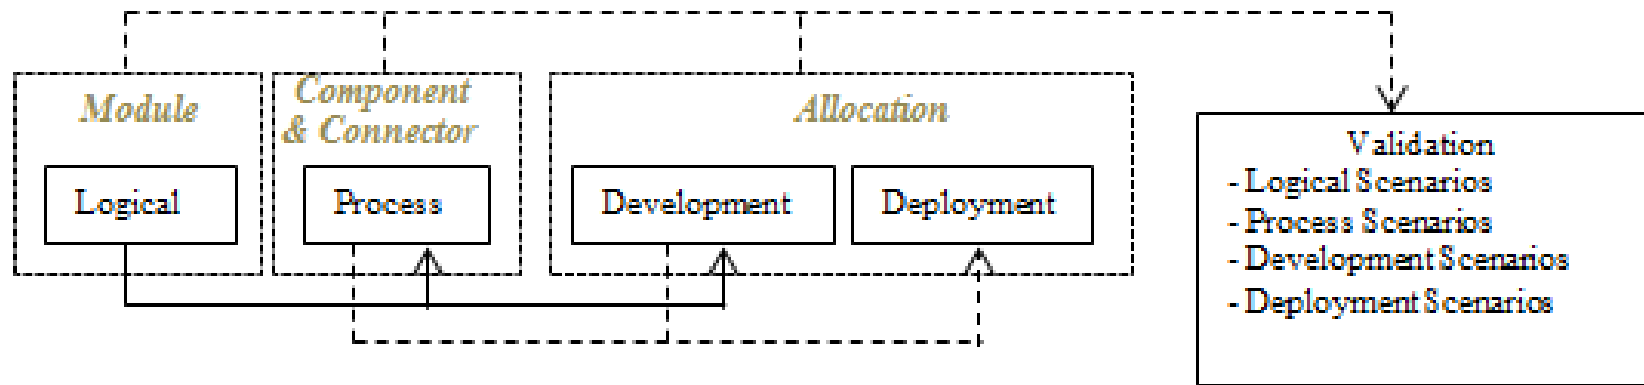 Module
Component
& Connector
Allocation
Logical
Process
Development
Deployment
Validation
- Logical Scenarios
- Process Scenarios
- Development Scenarios
- Deployment Scenarios